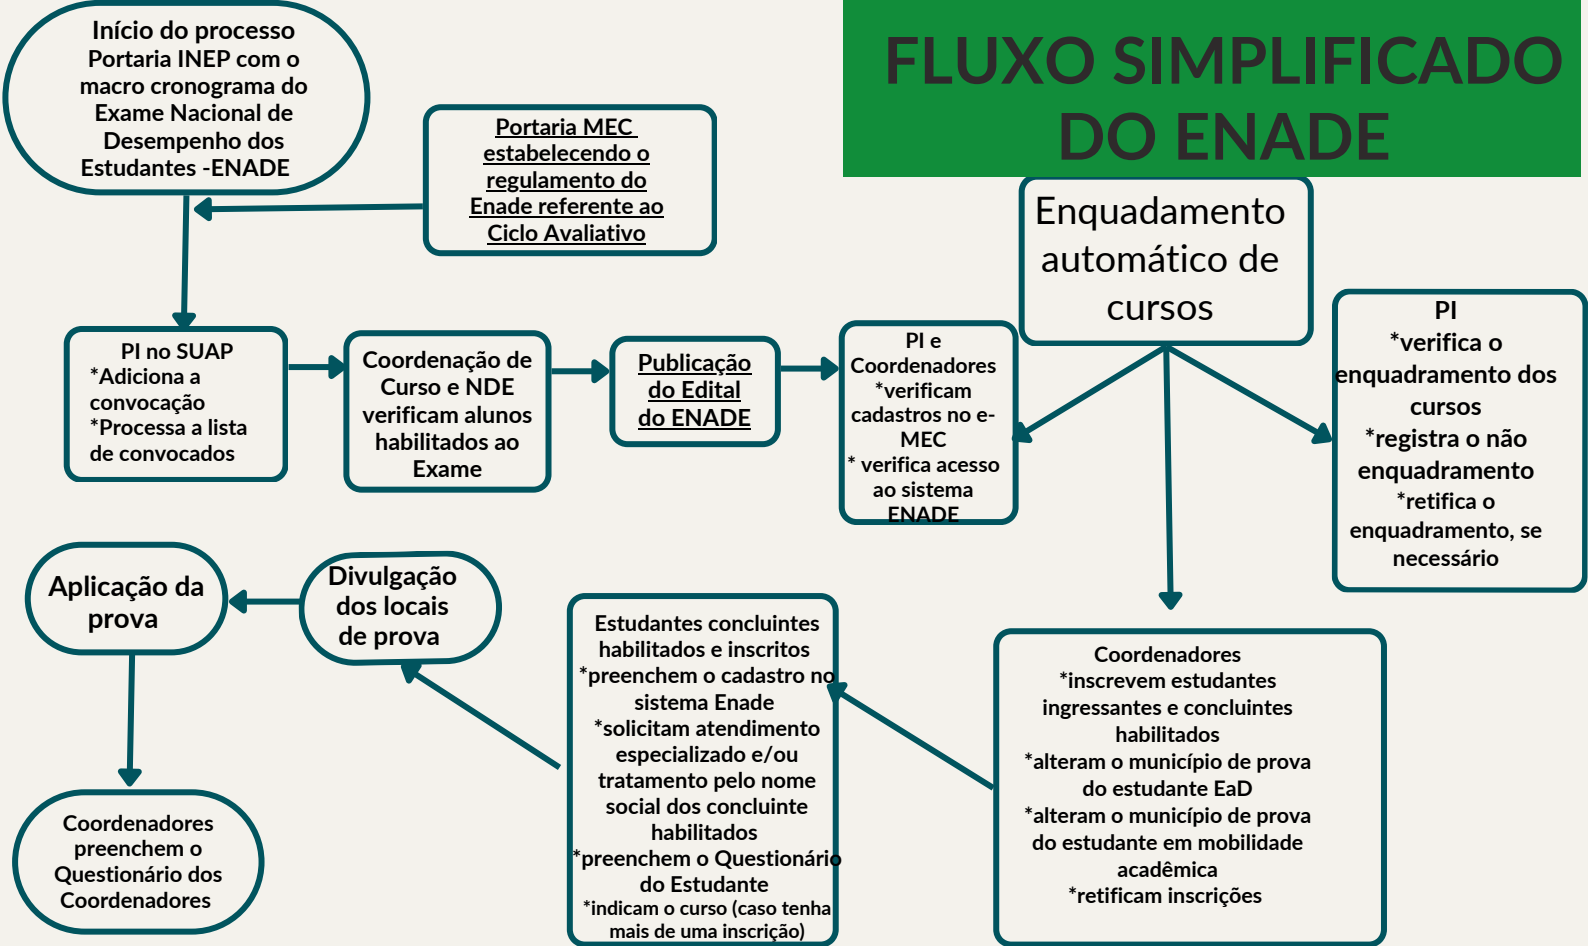 FLUXO SIMPLIFICADO
DO ENADE
Início do processo
Portaria INEP com o
macro cronograma do
Exame Nacional de
Desempenho dos
Estudantes -ENADE
Portaria MEC
estabelecendo o
regulamento do
Enade referente ao
Ciclo Avaliativo
PI no SUAP
*Adiciona a
convocação
*Processa a lista
de convocados
Coordenação de
Curso e NDE
verificam alunos
habilitados ao
Exame
Publicação
do Edital
do ENADE
PI e
Coordenadores
*verificam
cadastros no e-
MEC
* verifica acesso
ao sistema
ENADE
Enquadamento
automático de
cursos
PI
*verifica o
enquadramento dos
cursos
*registra o não
enquadramento
*retifica o
enquadramento, se
necessário
Coordenadores
*inscrevem estudantes
ingressantes e concluintes
habilitados
*alteram o município de prova
do estudante EaD
*alteram o município de prova
do estudante em mobilidade
acadêmica
*retificam inscrições
Estudantes concluintes
habilitados e inscritos
*preenchem o cadastro no
sistema Enade
*solicitam atendimento
especializado e/ou
tratamento pelo nome
social dos concluinte
habilitados
*preenchem o Questionário
do Estudante
*indicam o curso (caso tenha
mais de uma inscrição)
Divulgação
dos locais
de prova
Aplicação da
prova
Coordenadores
preenchem o
Questionário dos
Coordenadores